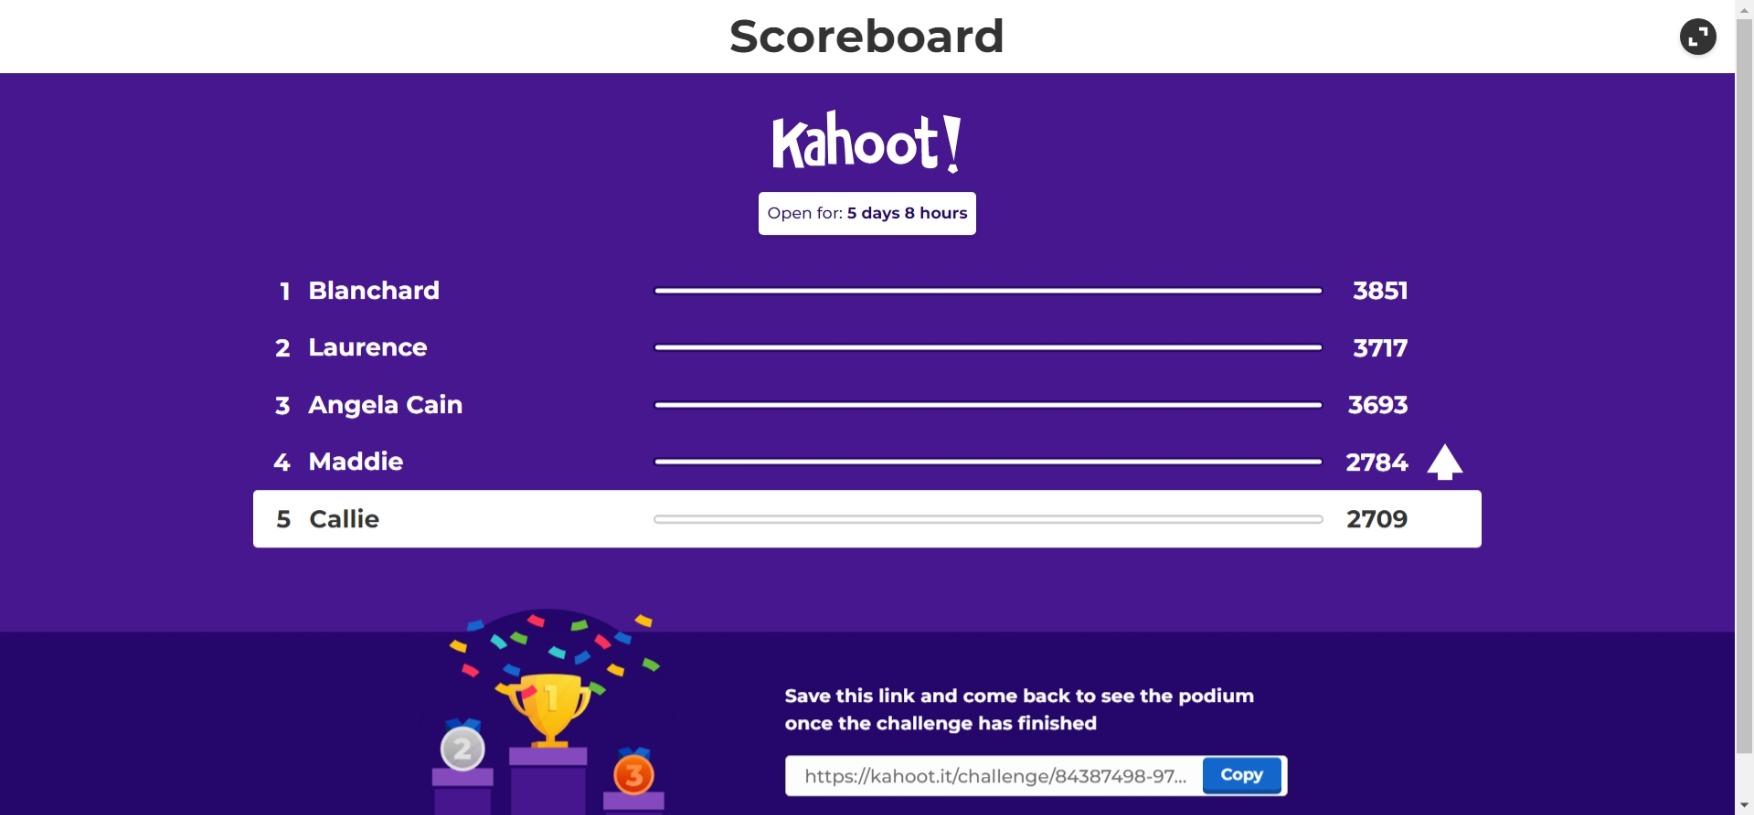 Scoreboard
Kahoot!
Open for: 5 days 8 hours
1 Blanchard 3851
2 Laurence 3717
3 Angela Cain 3693
4 Maddie 2784
5 Callie 2709
1
2
3
Save this link and come back to see the podium
once the challenge has finished
https://kahoot.it/challenge/84387498-97... Copy